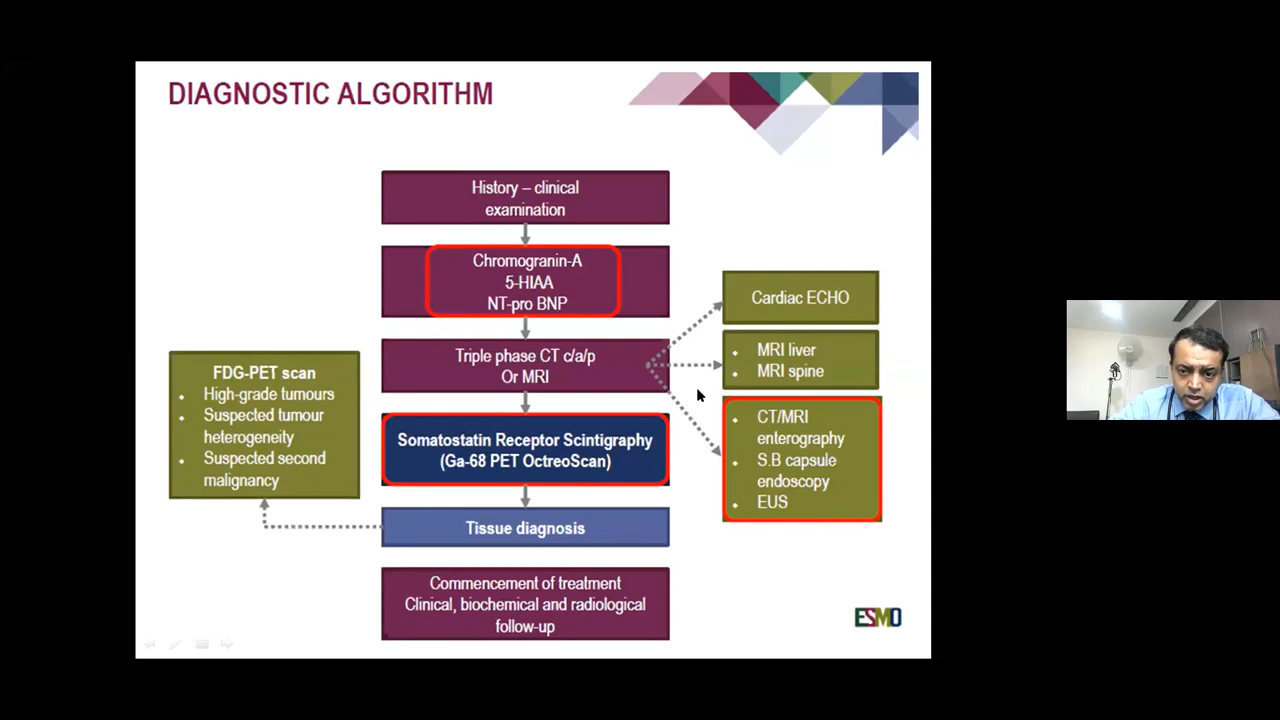 DIAGNOSTIC ALGORITHM
History – clinical
examination
Chromogranin-A
5-HIAA
NT-pro BNP
Triple phase CT c/a/p
Or MRI
Somatostatin Receptor Scintigraphy
(Ga-68 PET OctreoScan)
Tissue diagnosis
Commencement of treatment
Clinical, biochemical and radiological
follow-up
FDG-PET scan
• High-grade tumours
• Suspected tumour
heterogeneity
• Suspected second
malignancy
Cardiac ECHO
• MRI liver
• MRI spine
• CT/MRI
enterography
• S.B capsule
endoscopy
• EUS
ESMO